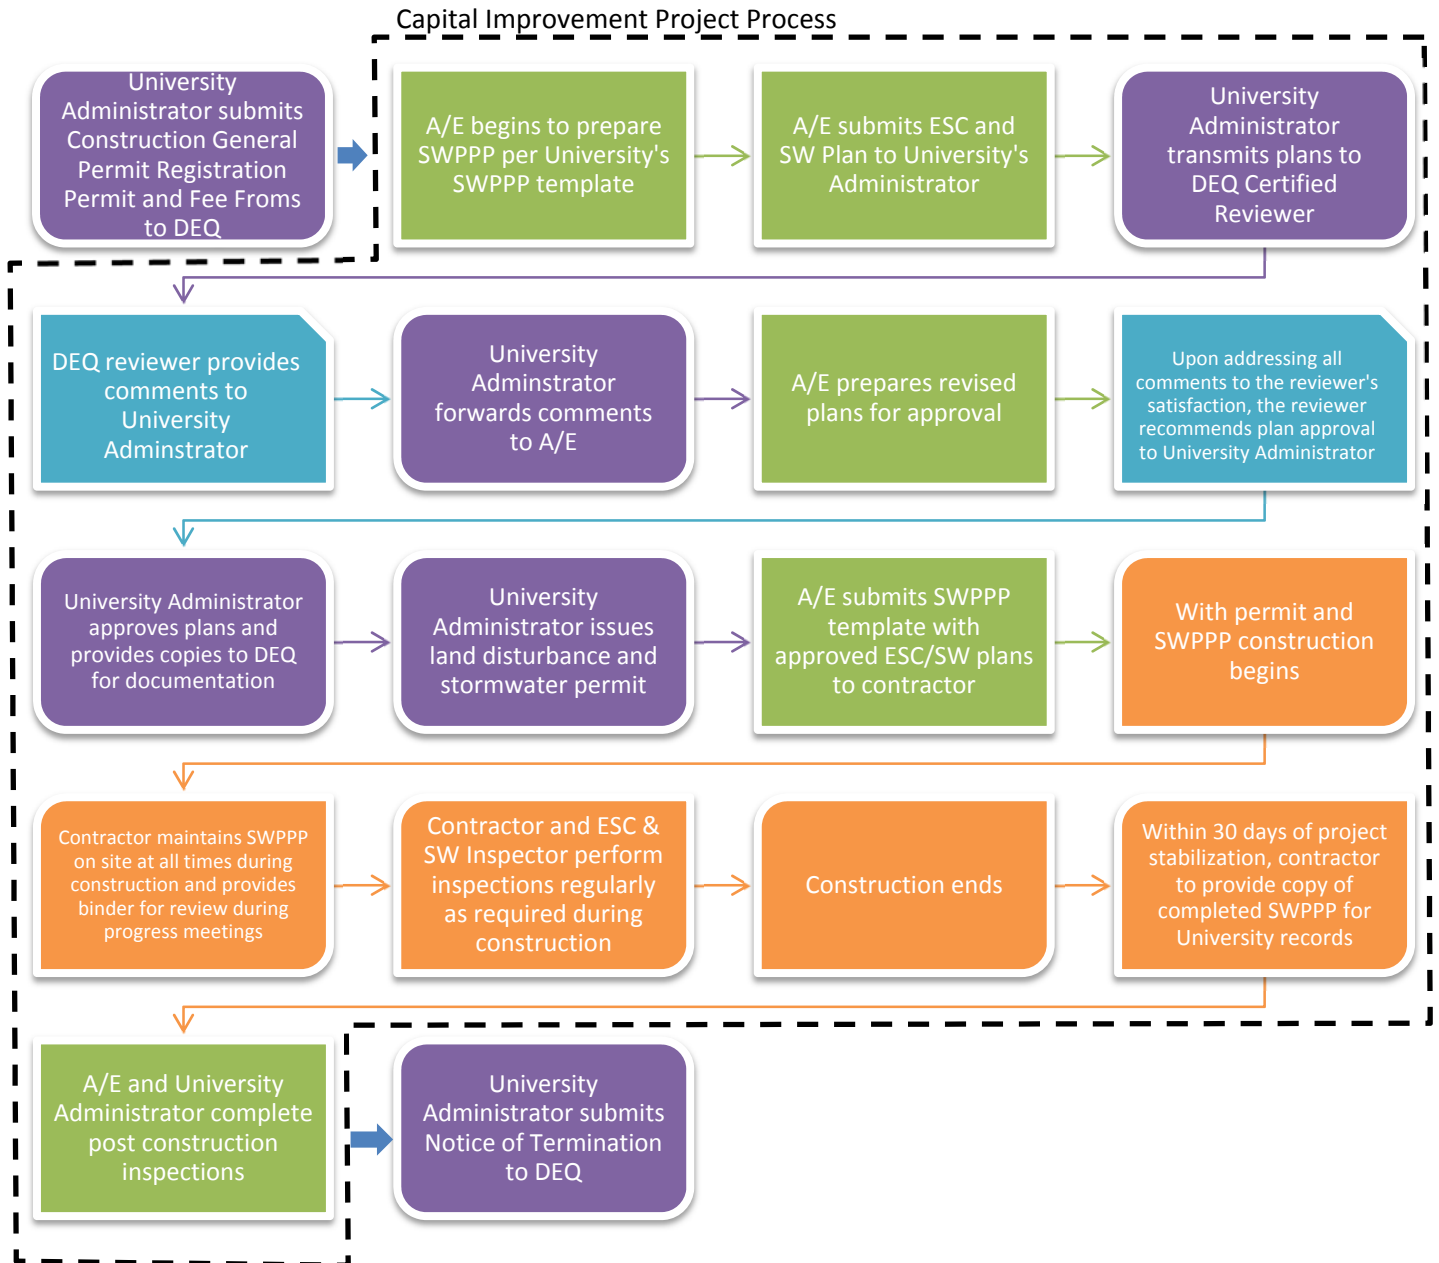 Capital Improvement Project Process
University
Administrator submits
Construction General
Permit Registration
Permit and Fee Froms
to DEQ
A/E begins to prepare
SWPPP per University's
SWPPP template
A/E submits ESC and
SW Plan to University's
Administrator
University
Administrator
transmits plans to
DEQ Certified
Reviewer
DEQ reviewer provides
comments to
University
Adminstrator
University
Adminstrator
forwards comments
to A/E
A/E prepares revised
plans for approval
Upon addressing all
comments to the reviewer's
satisfaction, the reviewer
recommends plan approval
to University Administrator
University Administrator
approves plans and
provides copies to DEQ
for documentation
University
Administrator issues
land disturbance and
stormwater permit
A/E submits SWPPP
template with
approved ESC/SW plans
to contractor
With permit and
SWPPP construction
begins
Contractor maintains SWPPP
on site at all times during
construction and provides
binder for review during
progress meetings
Contractor and ESC &
SW Inspector perform
inspections regularly
as required during
construction
Construction ends
Within 30 days of project
stabilization, contractor
to provide copy of
completed SWPPP for
University records
A/E and University
Administrator complete
post construction
inspections
University
Administrator submits
Notice of Termination
to DEQ